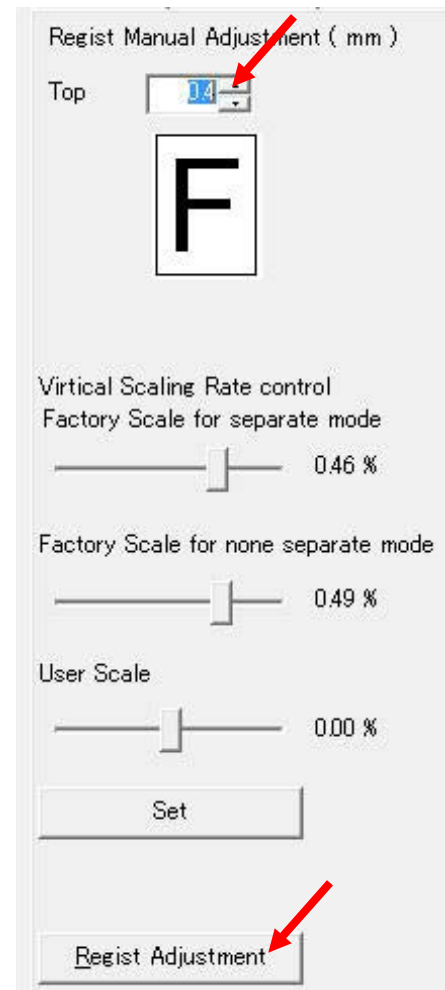 Regist Manual Adjustment ( mm )
Top 0.4
F
Virtical Scaling Rate control
Factory Scale for separate mode
0.46 %
Factory Scale for none separate mode
0.49 %
User Scale
0.00 %
Set
Regist Adjustment